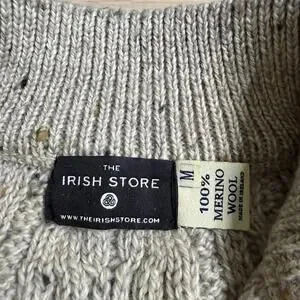 THE
IRISH STORE
WWW.THEIRISHSTORE.COM
M
100%
MERINO
WOOL
MADE IN IRELAND